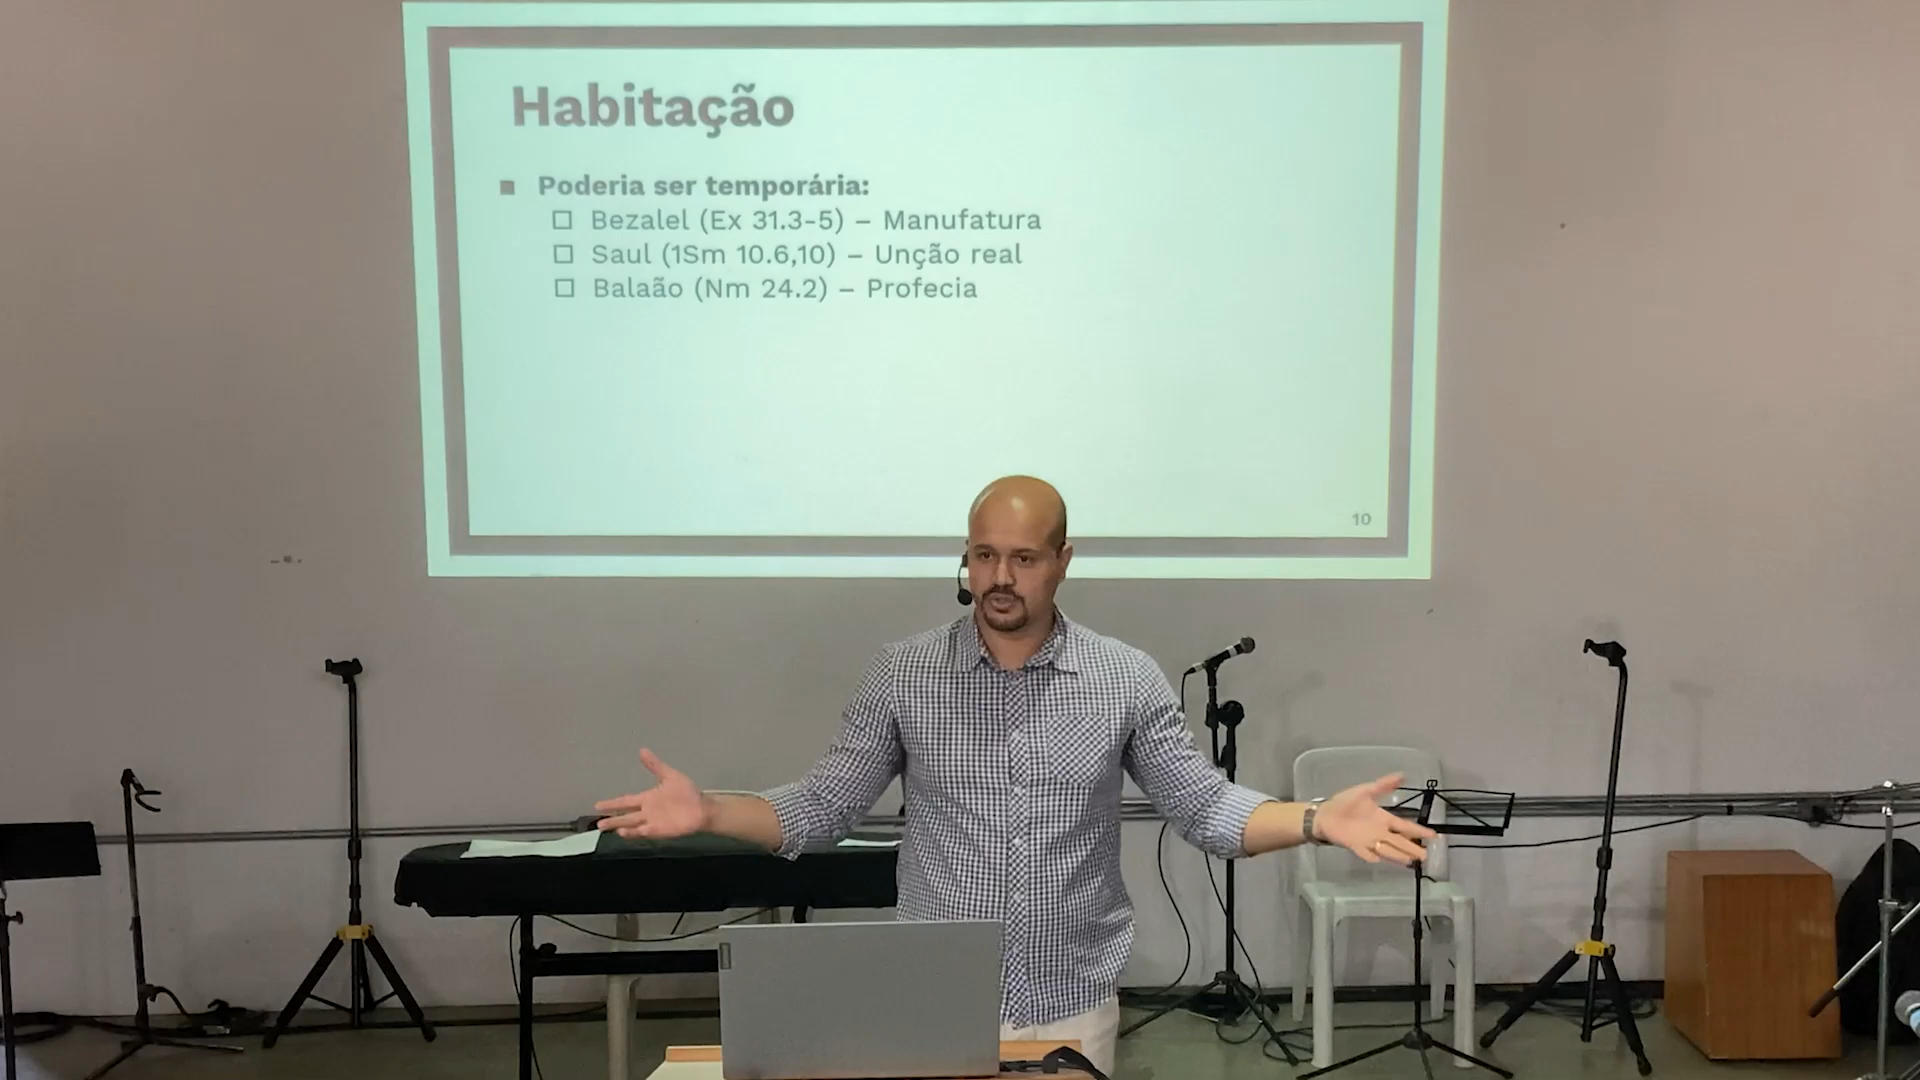 Habitação
Poderia ser temporária:
Bezalel (Ex 31.3-5) – Manufatura
Saul (1Sm 10.6,10) – Unção real
Balaão (Nm 24.2) – Profecia
10